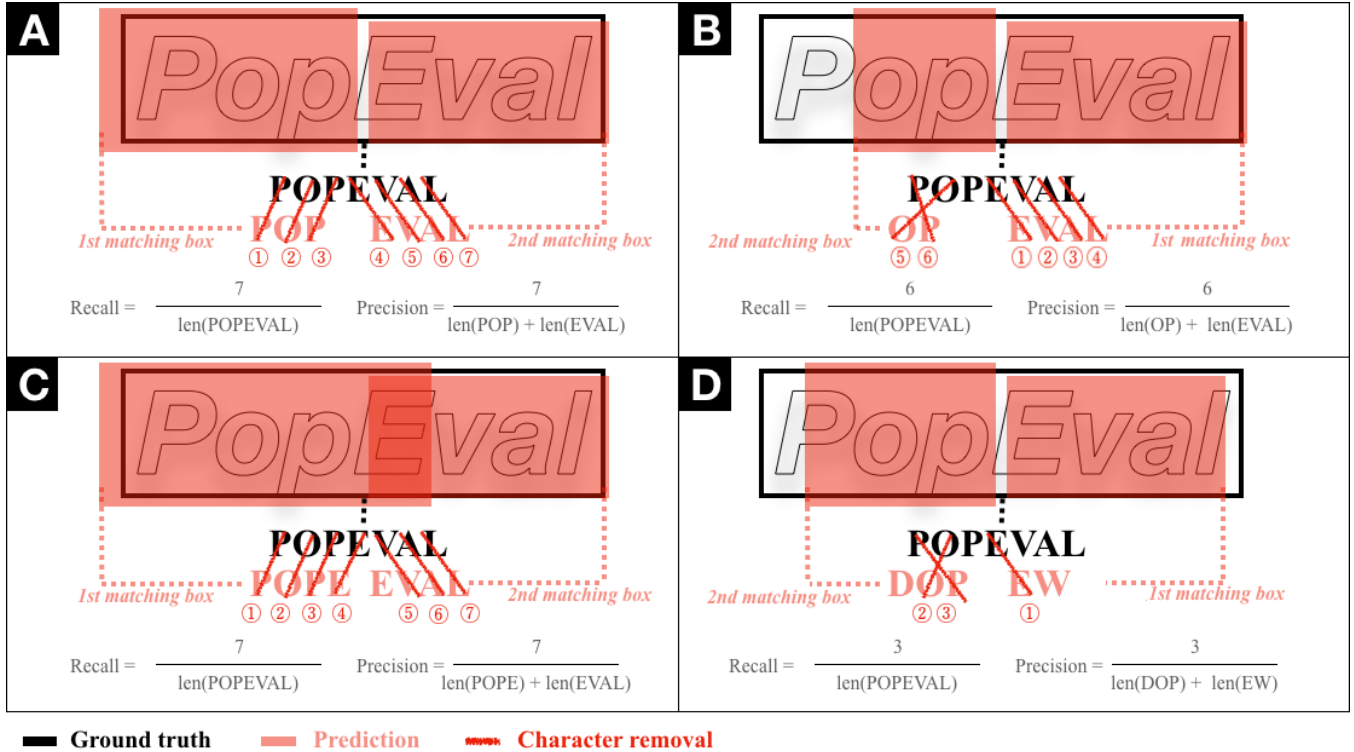 A
PopEval
POPEVAL
POP EVAL
1st matching box
2nd matching box
① ② ③ ④ ⑤ ⑥ ⑦
Recall = 7 / len(POPEVAL)
Precision = 7 / len(POP) + len(EVAL)
B
PopEval
POPEVAL
OP EVAL
2nd matching box
1st matching box
⑤ ⑥ ① ② ③ ④
Recall = 6 / len(POPEVAL)
Precision = 6 / len(OP) + len(EVAL)
C
PopEval
POPEVAL
POPE EVAL
1st matching box
2nd matching box
① ② ③ ④ ⑤ ⑥ ⑦
Recall = 7 / len(POPEVAL)
Precision = 7 / len(POPE) + len(EVAL)
D
PopEval
POPEVAL
DOP EW
2nd matching box
1st matching box
② ③ ①
Recall = 3 / len(POPEVAL)
Precision = 3 / len(DOP) + len(EW)
Ground truth Prediction Character removal